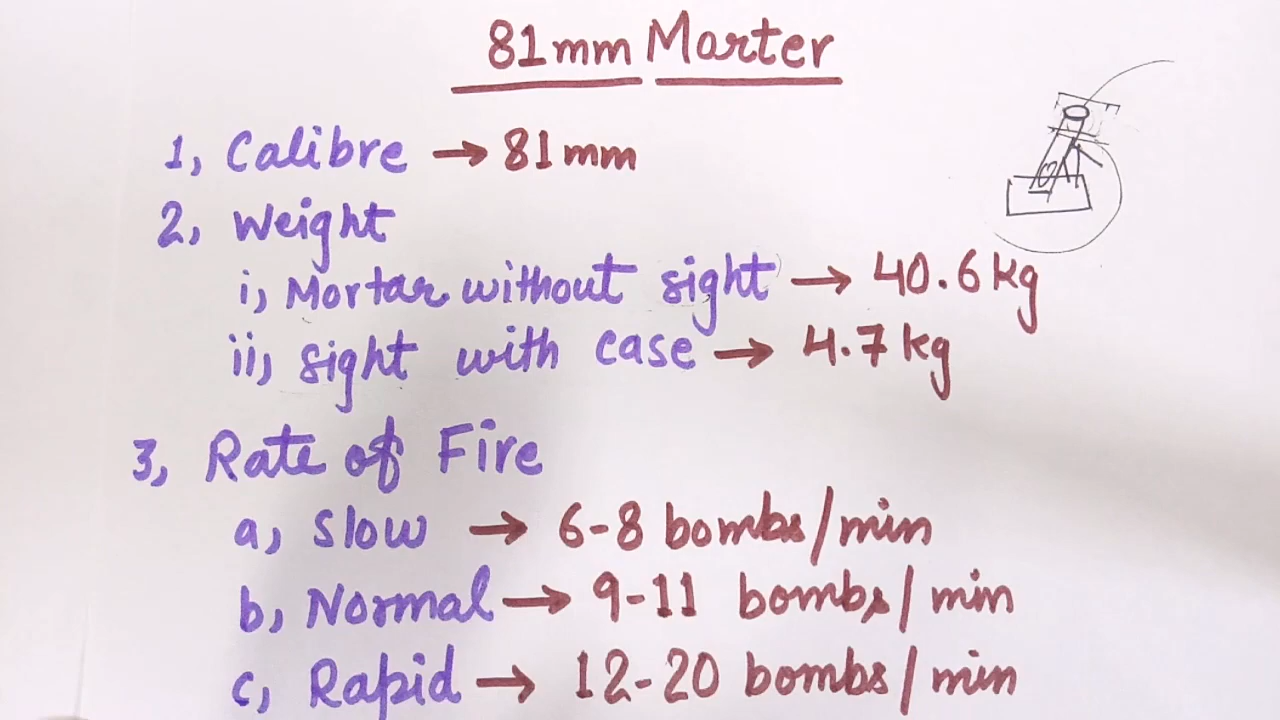 81mm Marter
1, Calibre → 81mm
2, Weight
i, Mortar without sight → 40.6 kg
ii, Sight with case → 4.7 kg
3, Rate of Fire
a, Slow → 6-8 bombs/min
b, Normal → 9-11 bombs/min
c, Rapid → 12-20 bombs/min